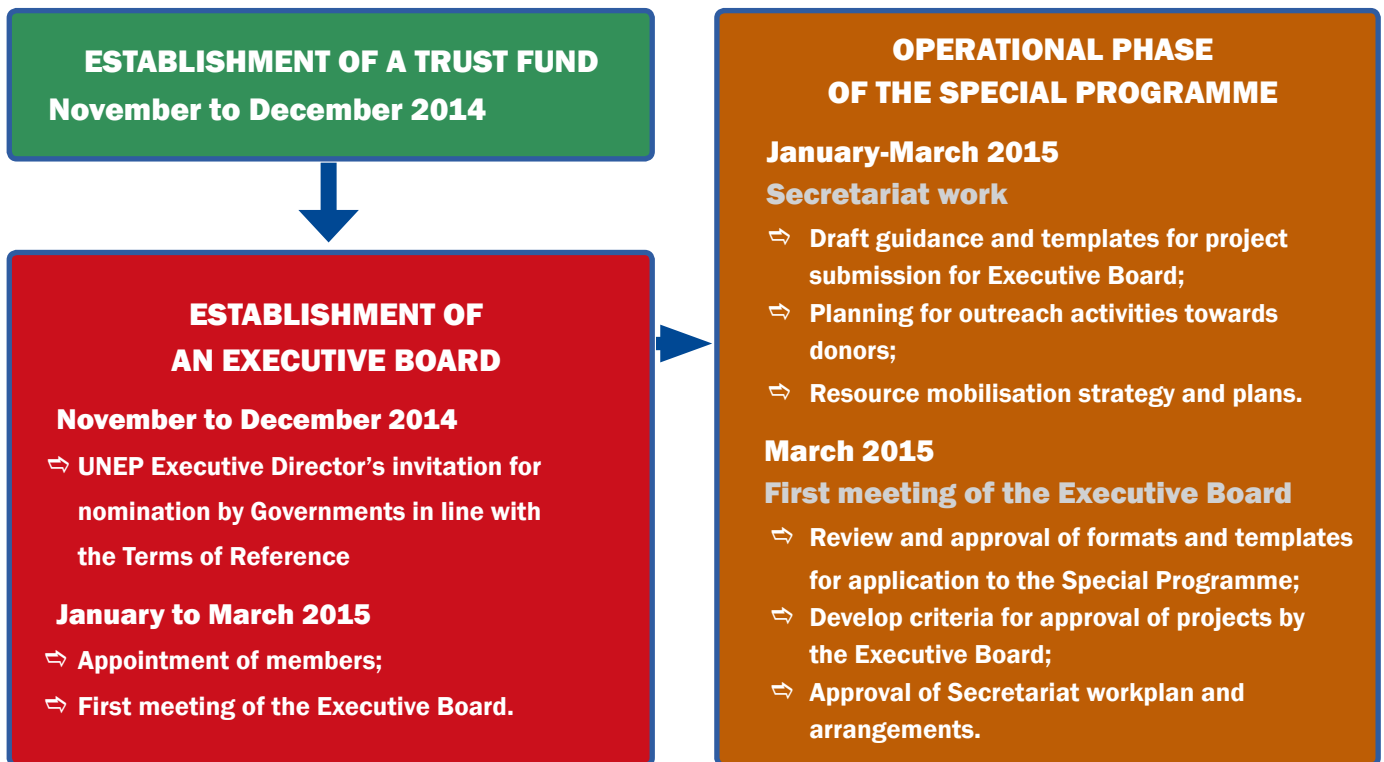 ESTABLISHMENT OF A TRUST FUND
November to December 2014
ESTABLISHMENT OF
AN EXECUTIVE BOARD
November to December 2014
⇨ UNEP Executive Director’s invitation for
nomination by Governments in line with
the Terms of Reference
January to March 2015
⇨ Appointment of members;
⇨ First meeting of the Executive Board.
OPERATIONAL PHASE
OF THE SPECIAL PROGRAMME
January-March 2015
Secretariat work
⇨ Draft guidance and templates for project
submission for Executive Board;
⇨ Planning for outreach activities towards
donors;
⇨ Resource mobilisation strategy and plans.
March 2015
First meeting of the Executive Board
⇨ Review and approval of formats and templates
for application to the Special Programme;
⇨ Develop criteria for approval of projects by
the Executive Board;
⇨ Approval of Secretariat workplan and
arrangements.